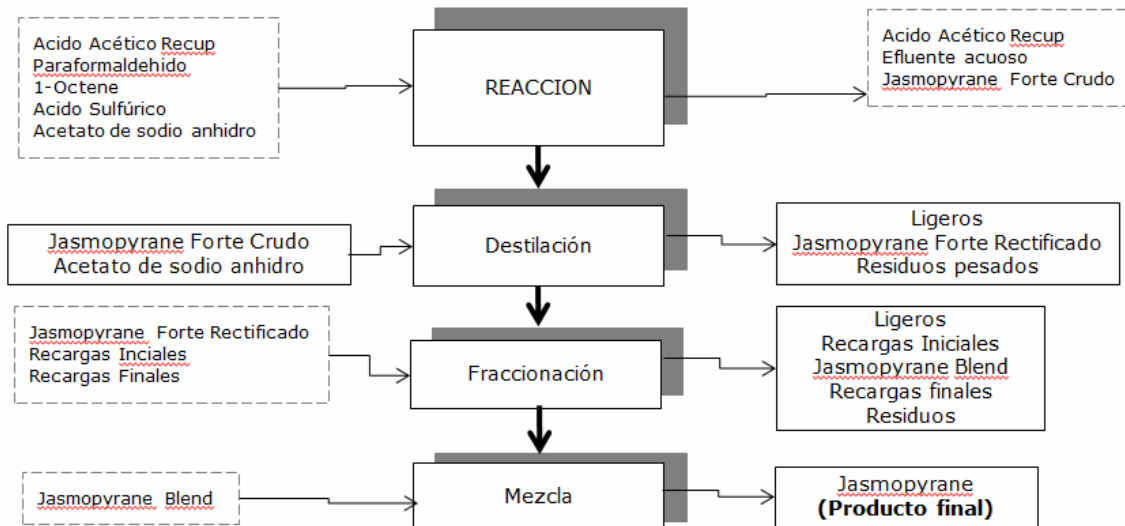 Acido Acético Recup
Paraformaldehido
1-Octene
Acido Sulfúrico
Acetato de sodio anhidro
REACCION
Acido Acético Recup
Efluente acuoso
Jasmopyrane Forte Crudo
Jasmopyrane Forte Crudo
Acetato de sodio anhidro
Destilación
Ligeros
Jasmopyrane Forte Rectificado
Residuos pesados
Jasmopyrane Forte Rectificado
Recargas Inciales
Recargas Finales
Fraccionación
Ligeros
Recargas Iniciales
Jasmopyrane Blend
Recargas finales
Residuos
Jasmopyrane Blend
Mezcla
Jasmopyrane
(Producto final)